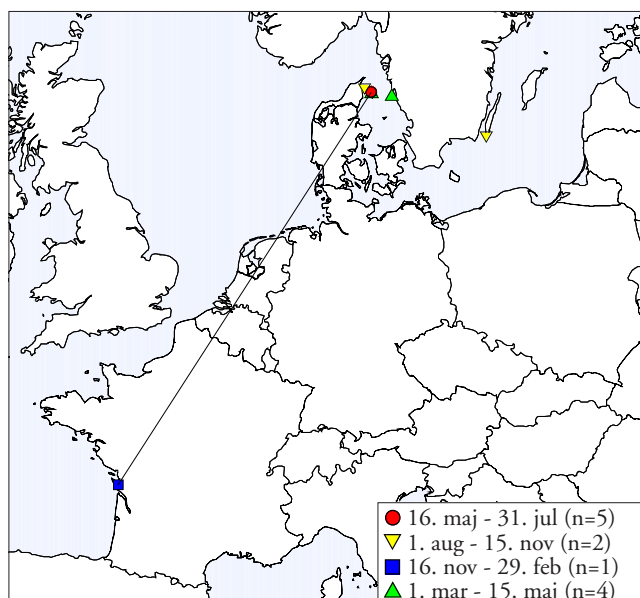 16. maj - 31. jul (n=5)
1. aug - 15. nov (n=2)
16. nov - 29. feb (n=1)
1. mar - 15. maj (n=4)